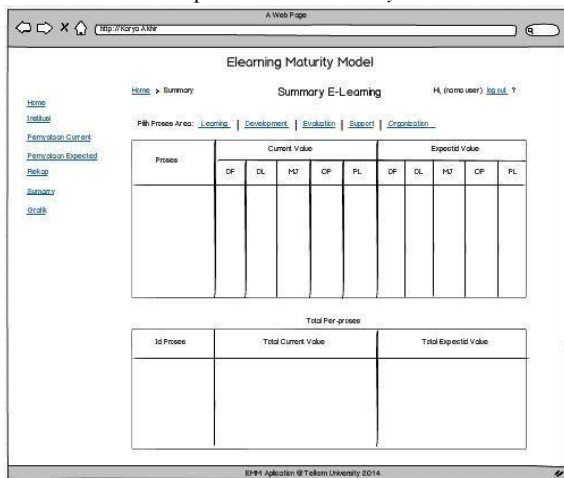 A Web Page
http://Karya Akhir
Elearning Maturity Model
Home > Summary
Summary E-Learning
Hi, (nama user) log out ?
Home
Institusi
Pernyataan Current
Pernyataan Expected
Rekap
Sumarry
Grafik
Pilih Proses Area: Learning | Development | Evaluation | Support | Organization
Proses
Current Value
Expectid Value
DF DL MJ OP PL DF DL MJ OP PL
Total Per-proses
Id Proses
Total Current Value
Total Expectid Value
EMM Aplication @ Telkom University 2014